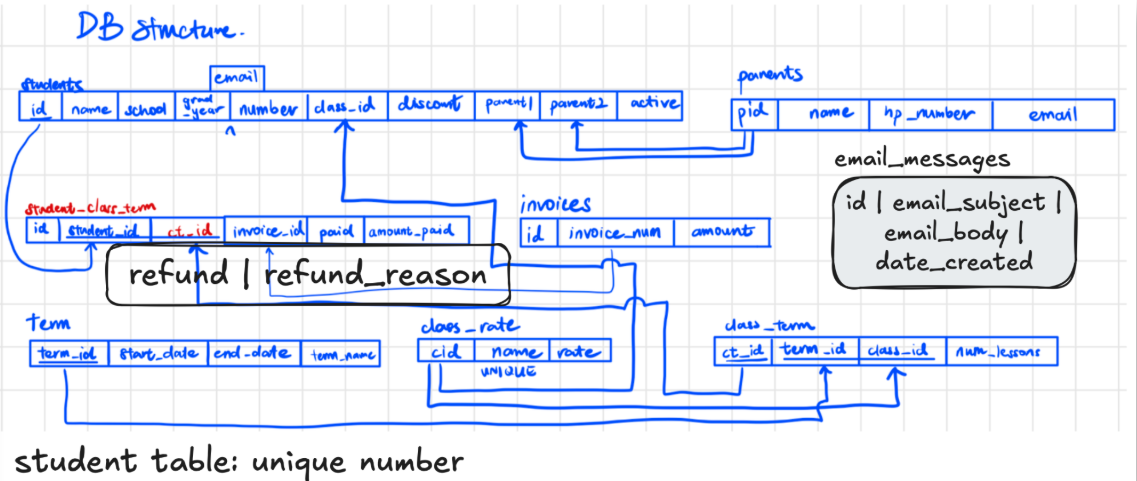 DB Structure.
email
students
id | name | school | grad_year | number | class_id | discount | parent1 | parent2 | active
parents
pid | name | hp_number | email
email_messages
id | email_subject |
email_body |
date_created
student_class_term
id | student_id | ct_id | invoice_id | paid | amount_paid
refund | refund_reason
invoices
id | invoice_num | amount
Term
term_id | start_date | end_date | term_name
class_rate
cid | name | rate
UNIQUE
class_term
ct_id | term_id | class_id | num_lessons
student table: unique number